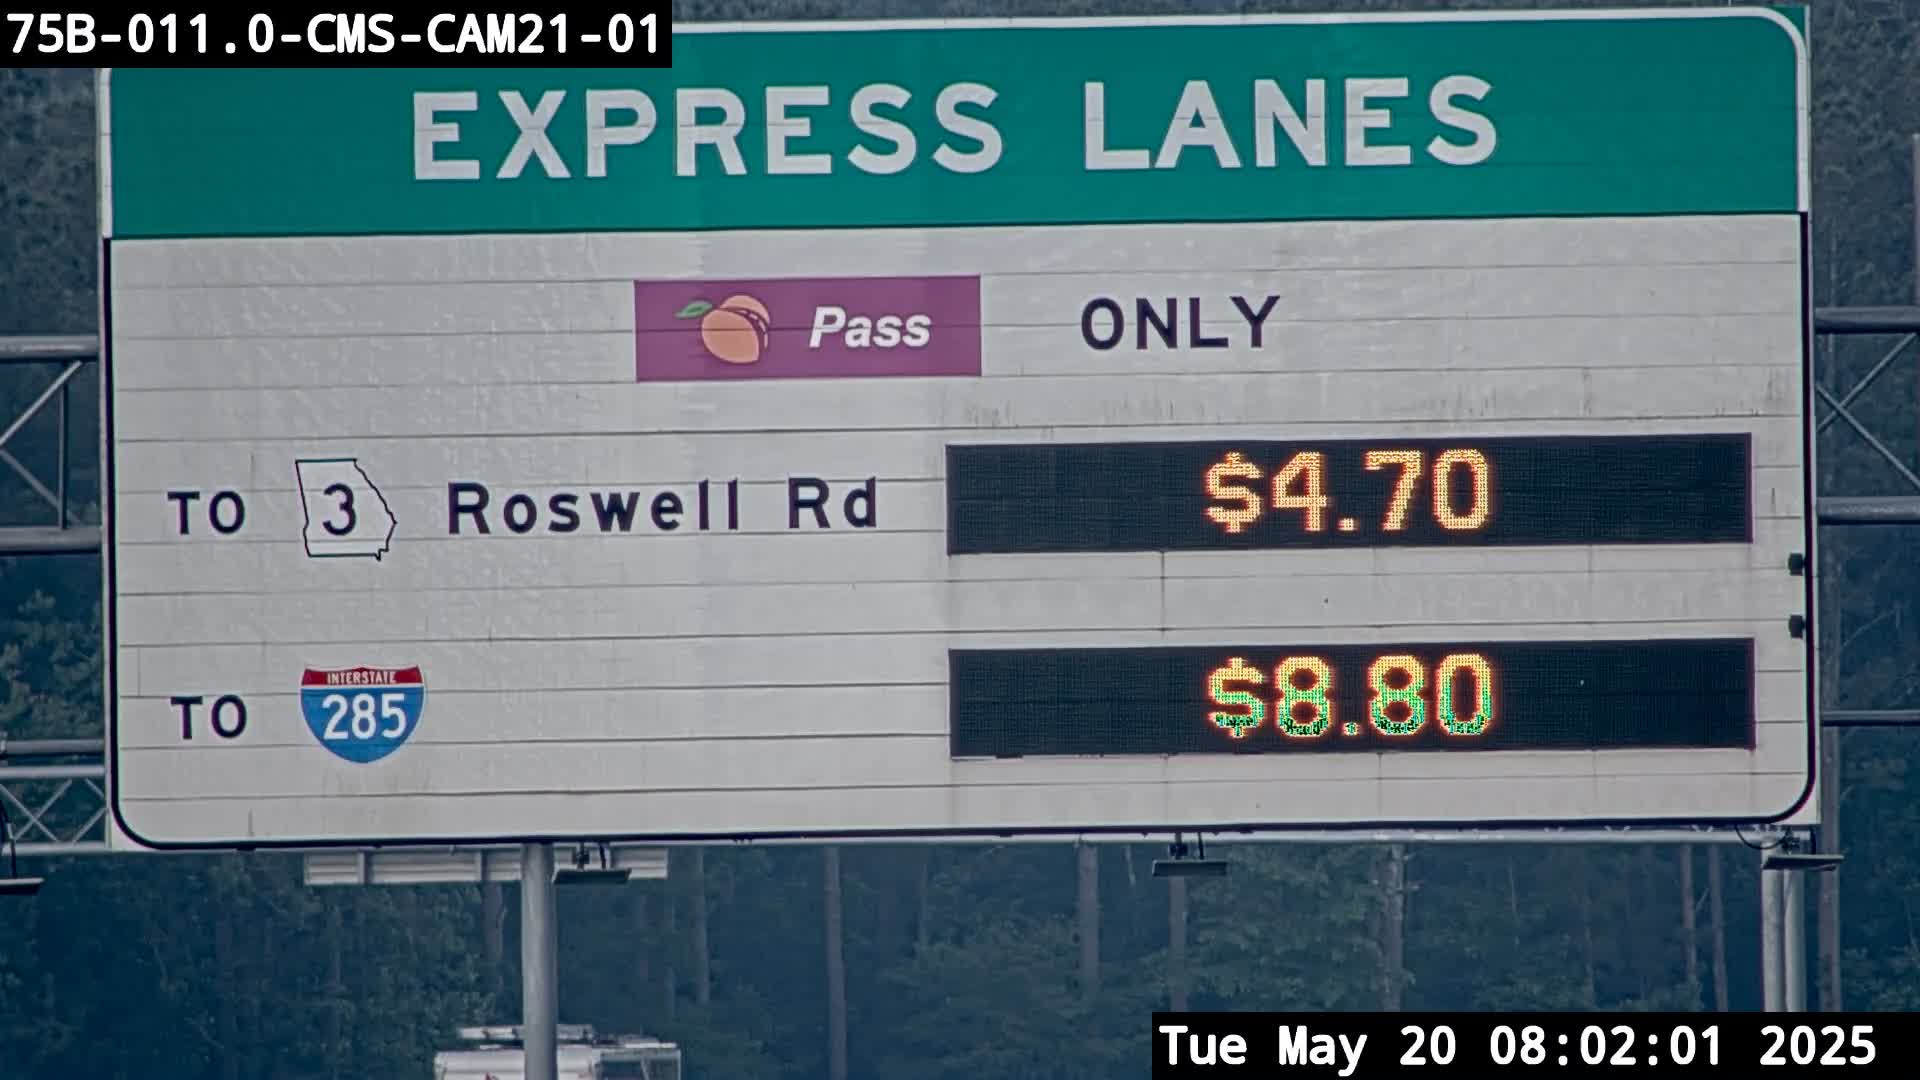 75B-011.0-CMS-CAM21-01
EXPRESS LANES
Pass ONLY
TO 3 Roswell Rd $4.70
TO INTERSTATE 285 $8.80
Tue May 20 08:02:01 2025